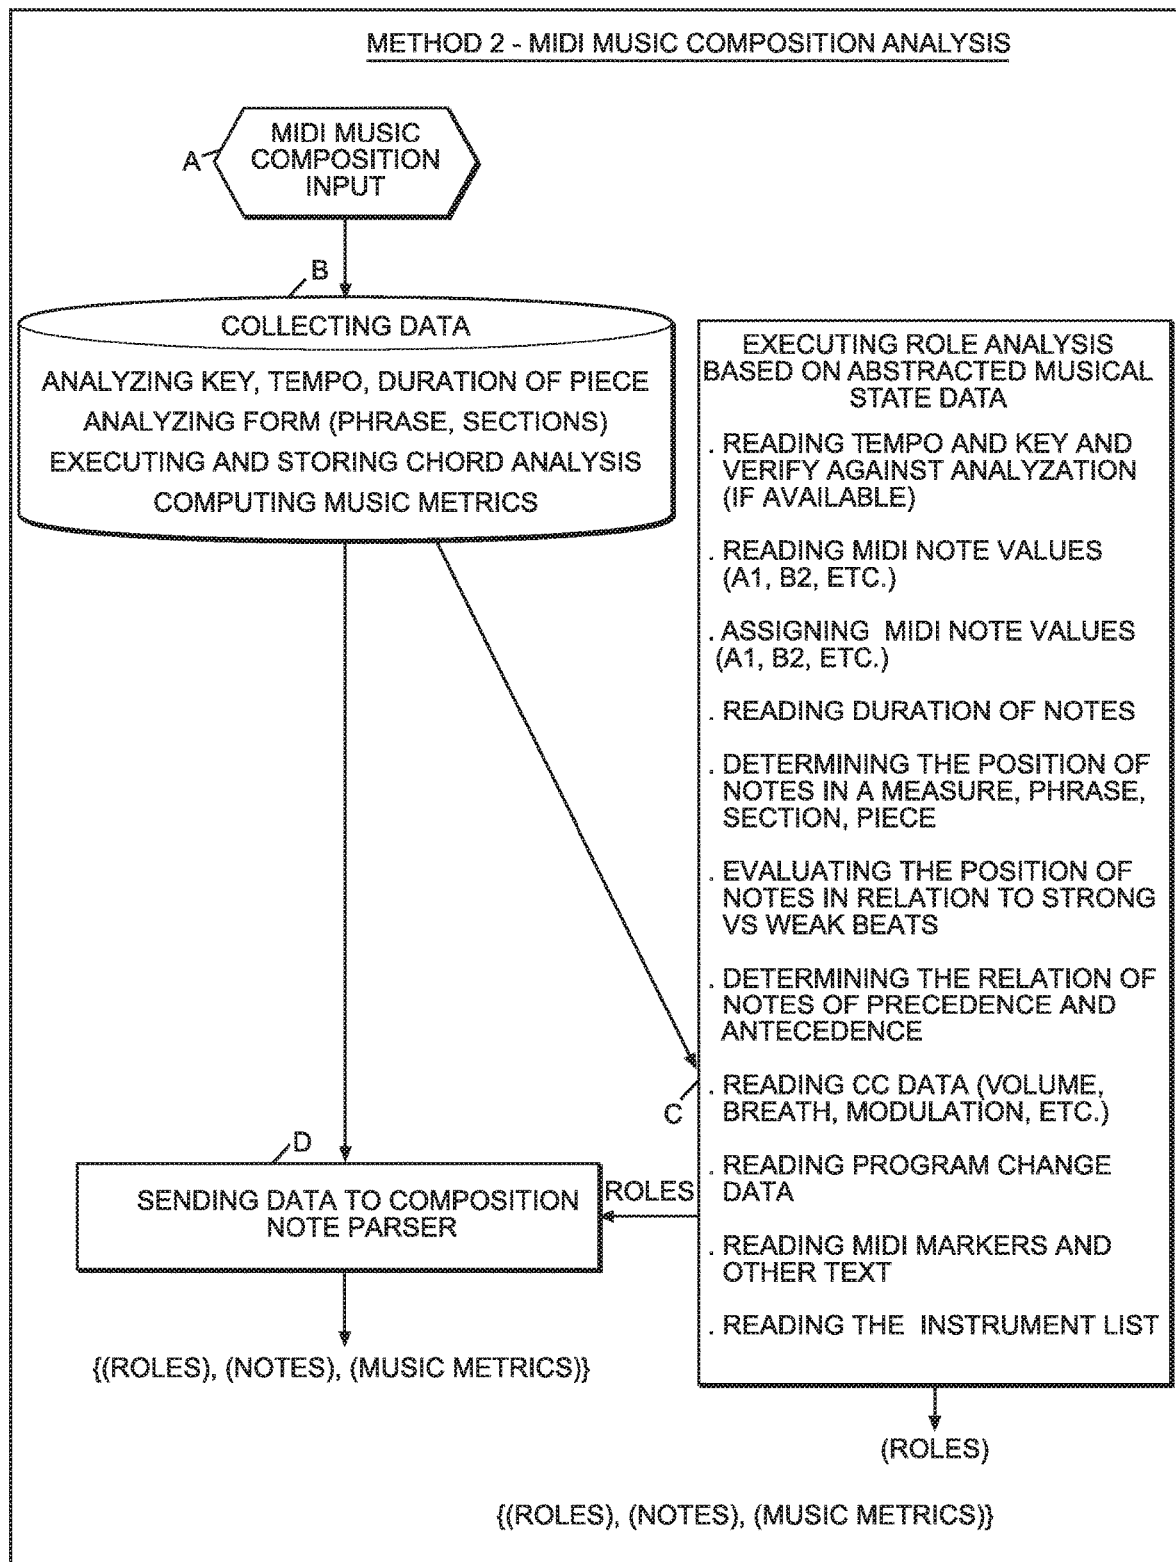 METHOD 2 - MIDI MUSIC COMPOSITION ANALYSIS
A
MIDI MUSIC
COMPOSITION
INPUT
B
COLLECTING DATA
ANALYZING KEY, TEMPO, DURATION OF PIECE
ANALYZING FORM (PHRASE, SECTIONS)
EXECUTING AND STORING CHORD ANALYSIS
COMPUTING MUSIC METRICS
EXECUTING ROLE ANALYSIS
BASED ON ABSTRACTED MUSICAL
STATE DATA
. READING TEMPO AND KEY AND
VERIFY AGAINST ANALYZATION
(IF AVAILABLE)
. READING MIDI NOTE VALUES
(A1, B2, ETC.)
. ASSIGNING MIDI NOTE VALUES
(A1, B2, ETC.)
. READING DURATION OF NOTES
. DETERMINING THE POSITION OF
NOTES IN A MEASURE, PHRASE,
SECTION, PIECE
. EVALUATING THE POSITION OF
NOTES IN RELATION TO STRONG
VS WEAK BEATS
. DETERMINING THE RELATION OF
NOTES OF PRECEDENCE AND
ANTECEDENCE
C
. READING CC DATA (VOLUME,
BREATH, MODULATION, ETC.)
. READING PROGRAM CHANGE
DATA
. READING MIDI MARKERS AND
OTHER TEXT
. READING THE INSTRUMENT LIST
D
SENDING DATA TO COMPOSITION
NOTE PARSER
ROLES
{(ROLES), (NOTES), (MUSIC METRICS)}
(ROLES)
{(ROLES), (NOTES), (MUSIC METRICS)}